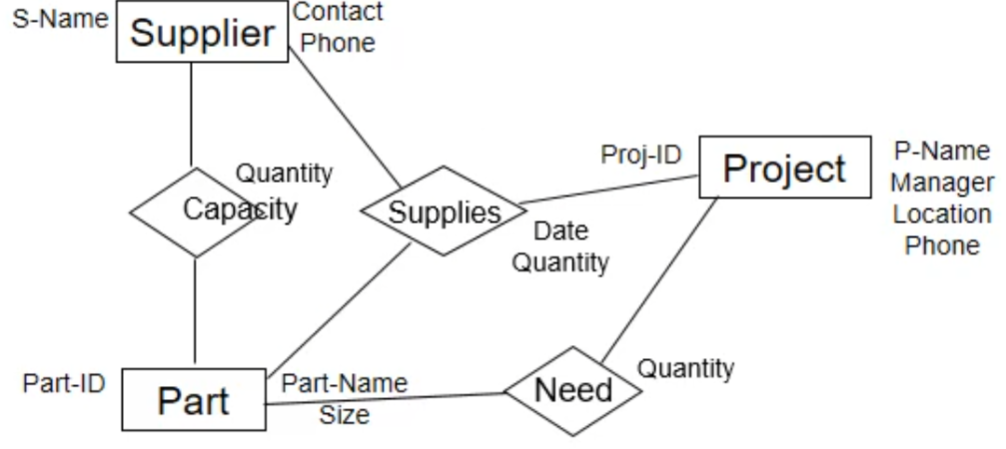 S-Name
Supplier
Contact
Phone
Quantity
Capacity
Supplies
Date
Quantity
Proj-ID
Project
P-Name
Manager
Location
Phone
Part-ID
Part
Part-Name
Size
Need
Quantity